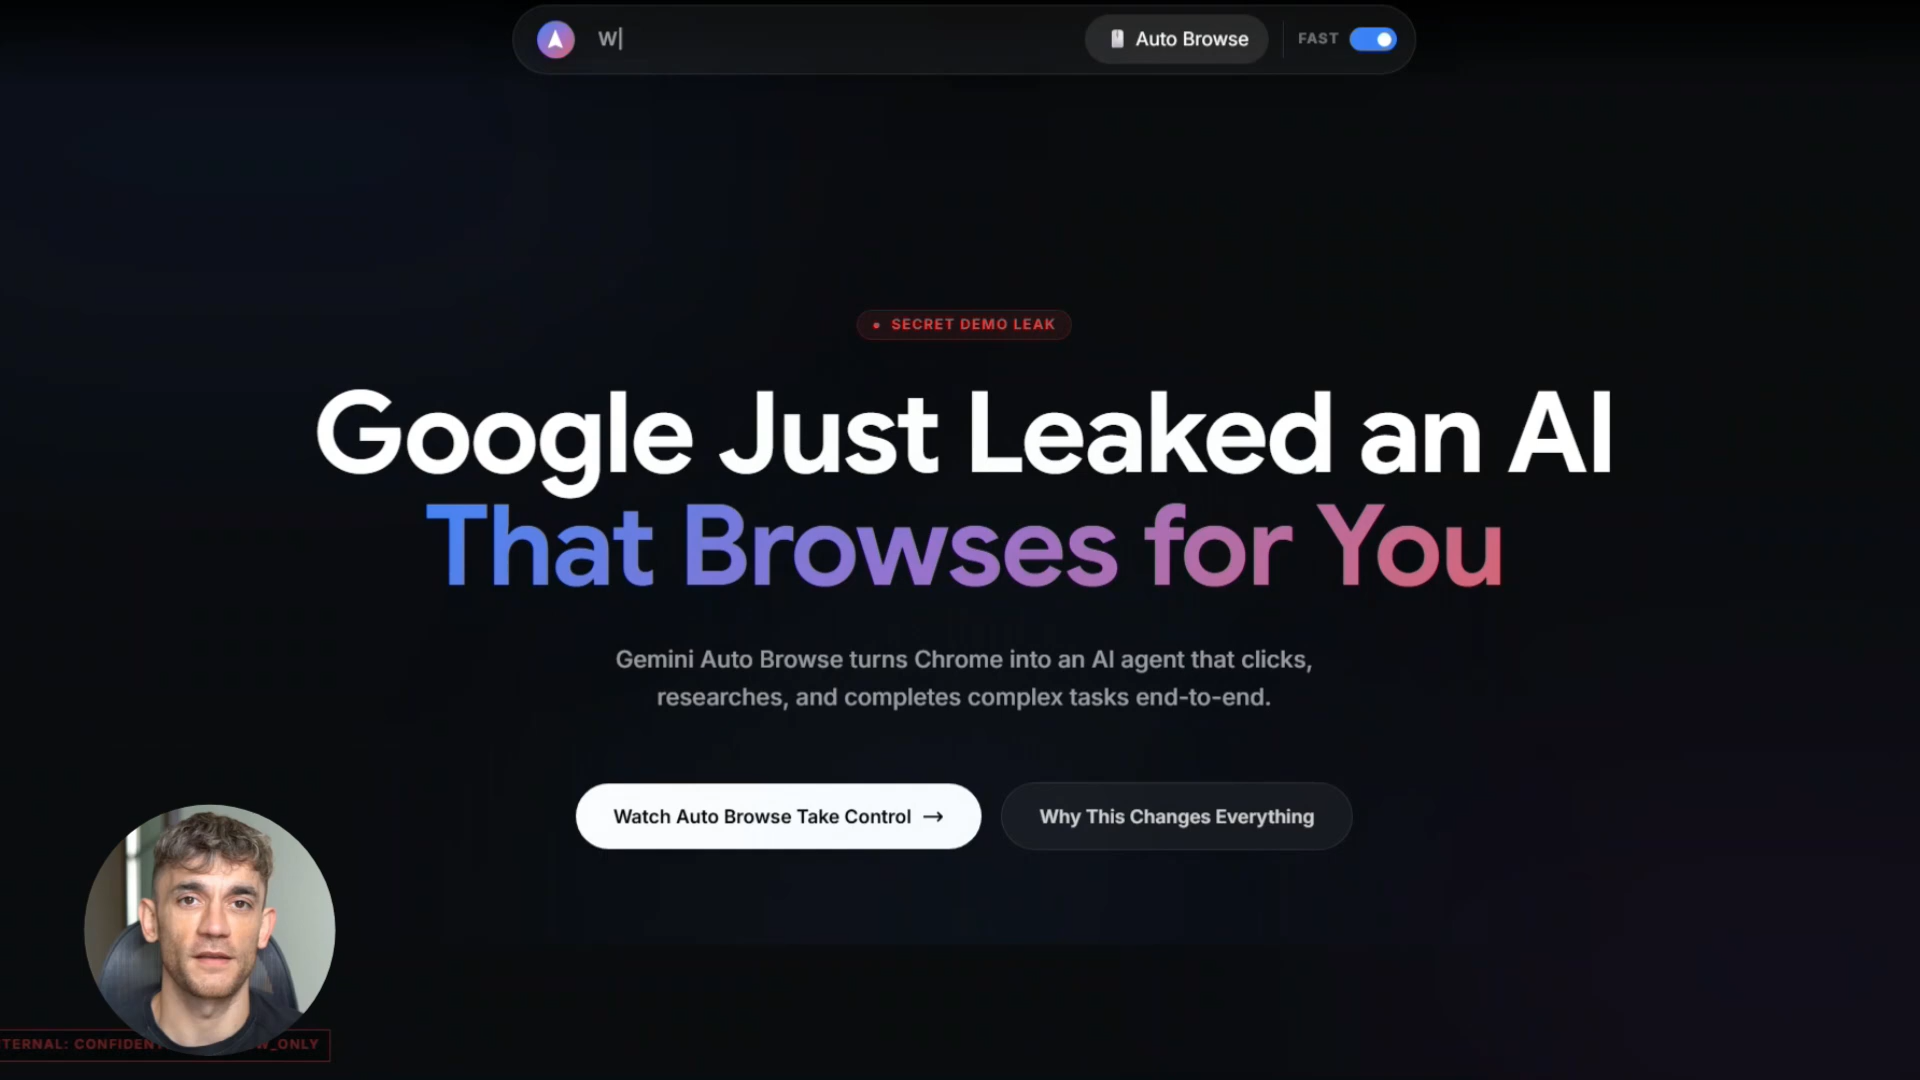 W
Auto Browse
FAST
SECRET DEMO LEAK
Google Just Leaked an AI
That Browses for You
Gemini Auto Browse turns Chrome into an AI agent that clicks,
researches, and completes complex tasks end-to-end.
Watch Auto Browse Take Control →
Why This Changes Everything
TERNAL: CONFIDENT
_ONLY